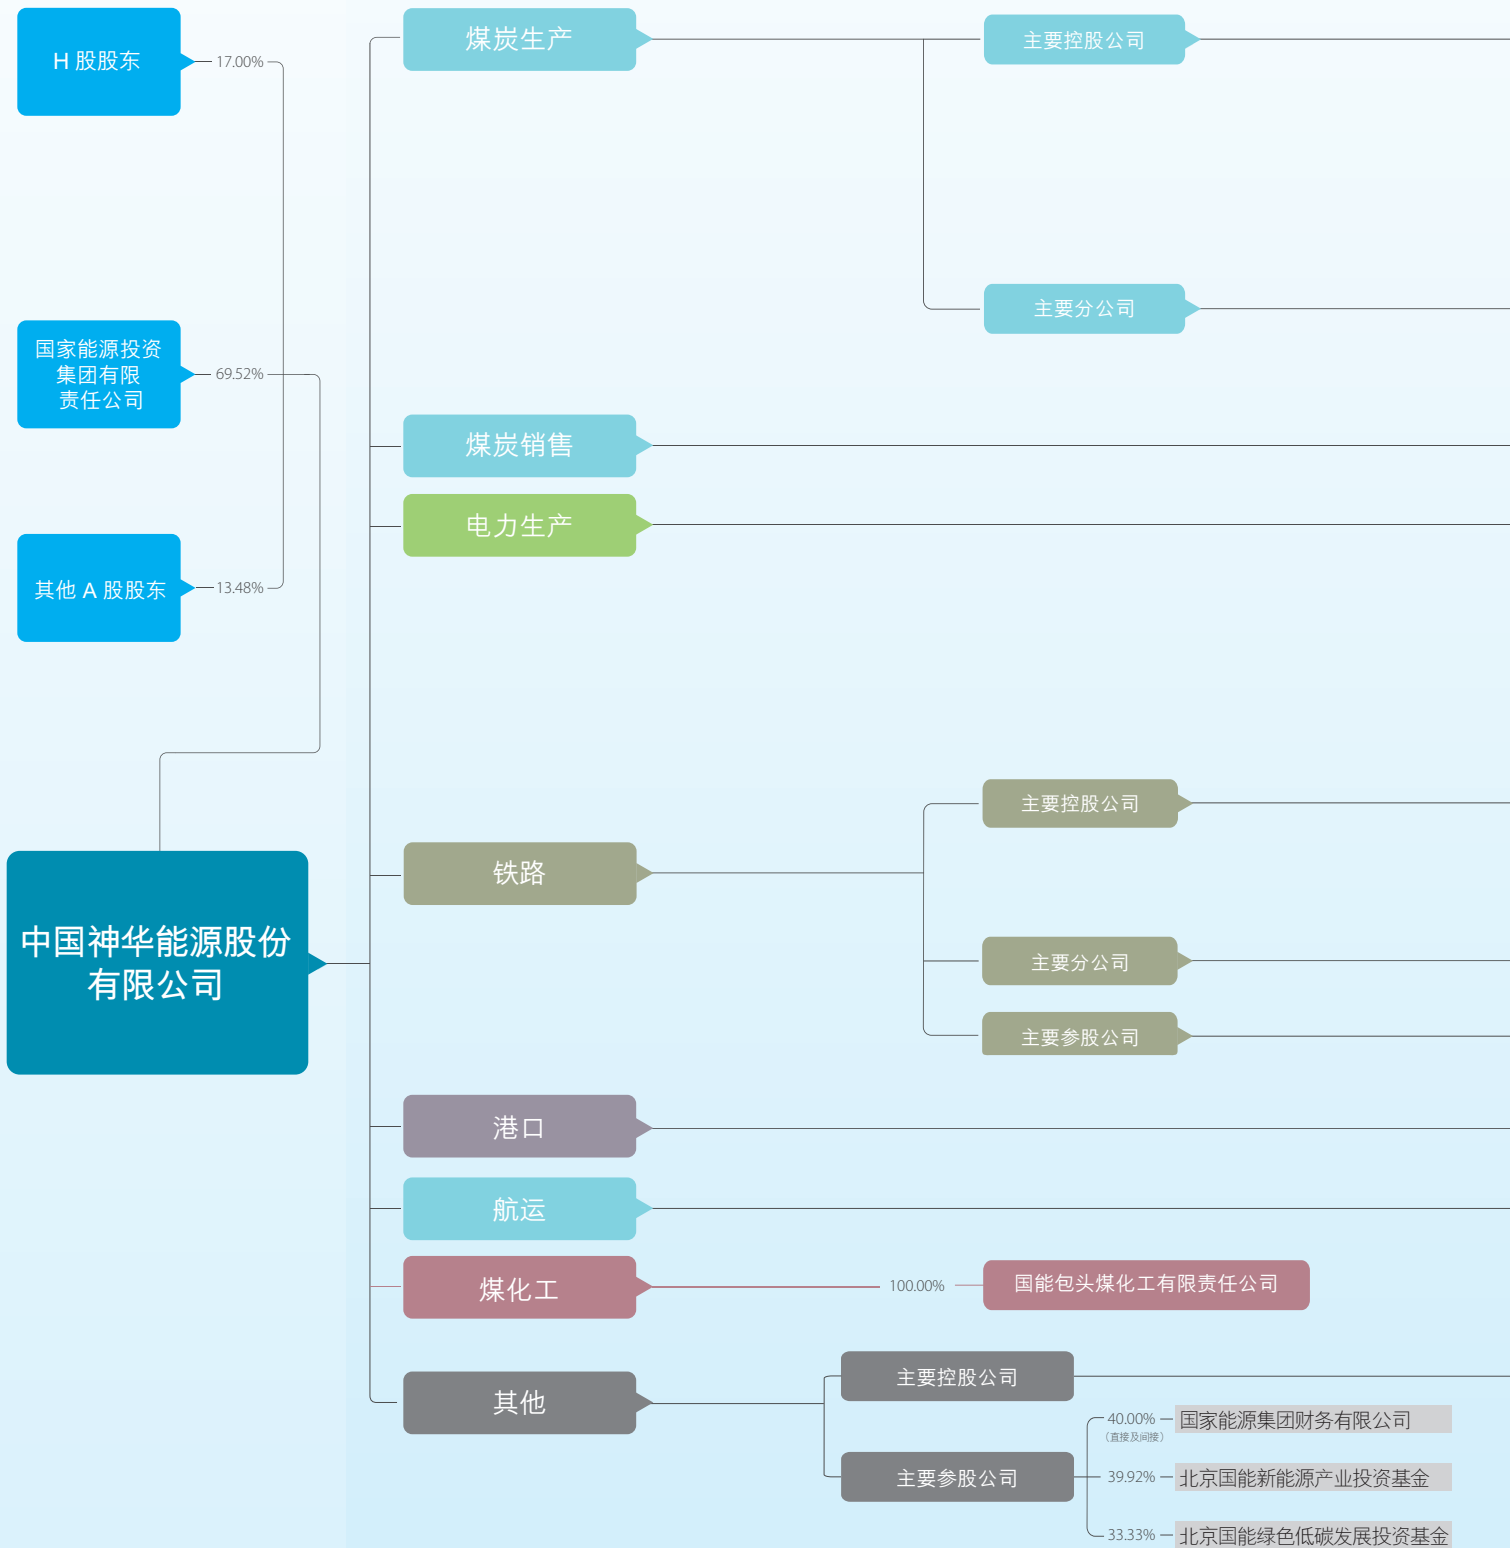 H 股股东
17.00%
国家能源投资
集团有限
责任公司
69.52%
其他 A 股股东
13.48%
中国神华能源股份
有限公司
煤炭生产
主要控股公司
主要分公司
煤炭销售
电力生产
铁路
主要控股公司
主要分公司
主要参股公司
港口
航运
煤化工
100.00%
国能包头煤化工有限责任公司
其他
主要控股公司
主要参股公司
40.00%
（直接及间接）
国家能源集团财务有限公司
39.92%
北京国能新能源产业投资基金
33.33%
北京国能绿色低碳发展投资基金